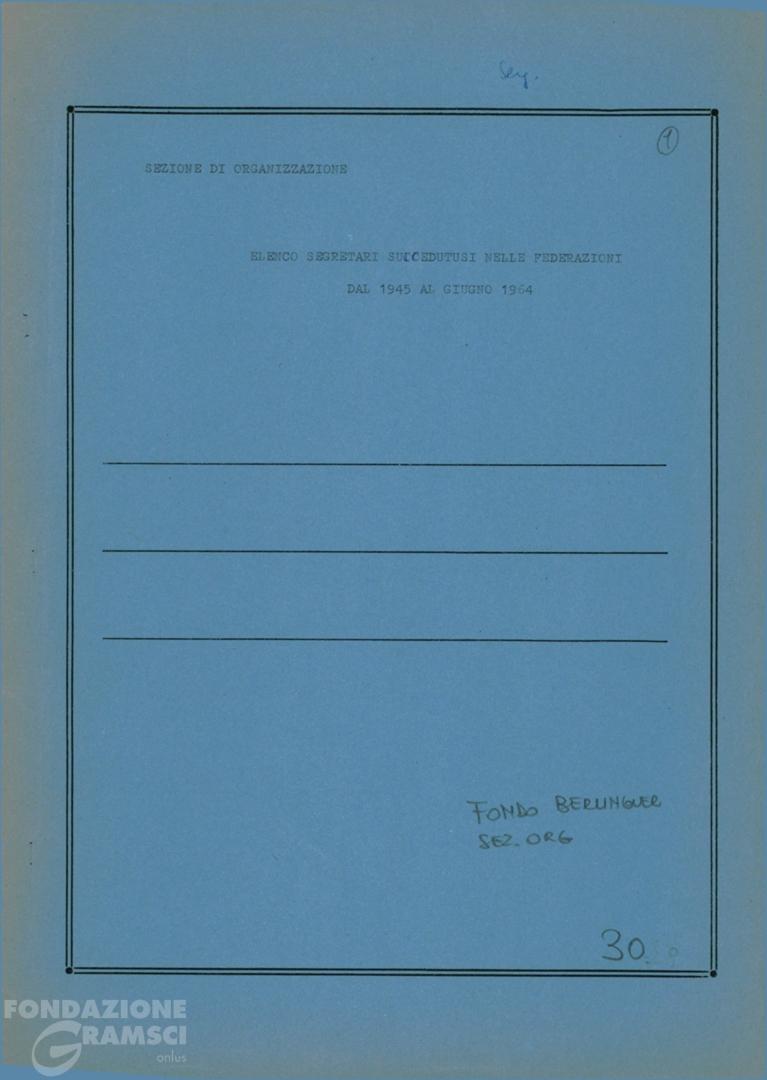 Seg.
1
SEZIONE DI ORGANIZZAZIONE
ELENCO SEGRETARI SUCCEDUTUSI NELLE FEDERAZIONI
DAL 1945 AL GIUGNO 1964
FONDO BERLINGUER
SEZ. ORG
30
FONDAZIONE
GRAMSCI
onlus